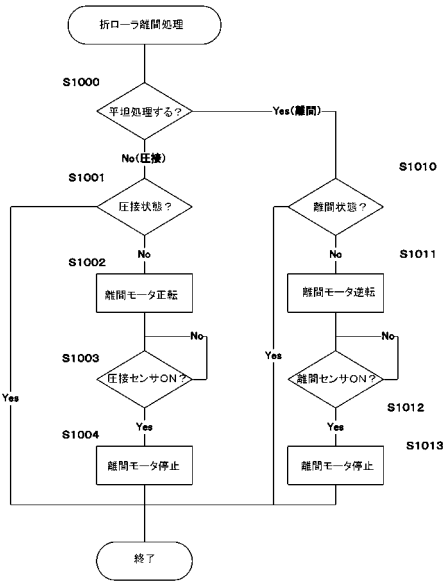 折ローラ離間処理
S1000
平坦処理する？
Yes(離間)
No(圧接)
S1001
圧接状態？
S1010
離間状態？
No
No
S1002
離間モータ正転
S1011
離間モータ逆転
No
No
S1003
圧接センサON？
離間センサON？
Yes
Yes
S1012
Yes
Yes
S1004
離間モータ停止
S1013
離間モータ停止
終了